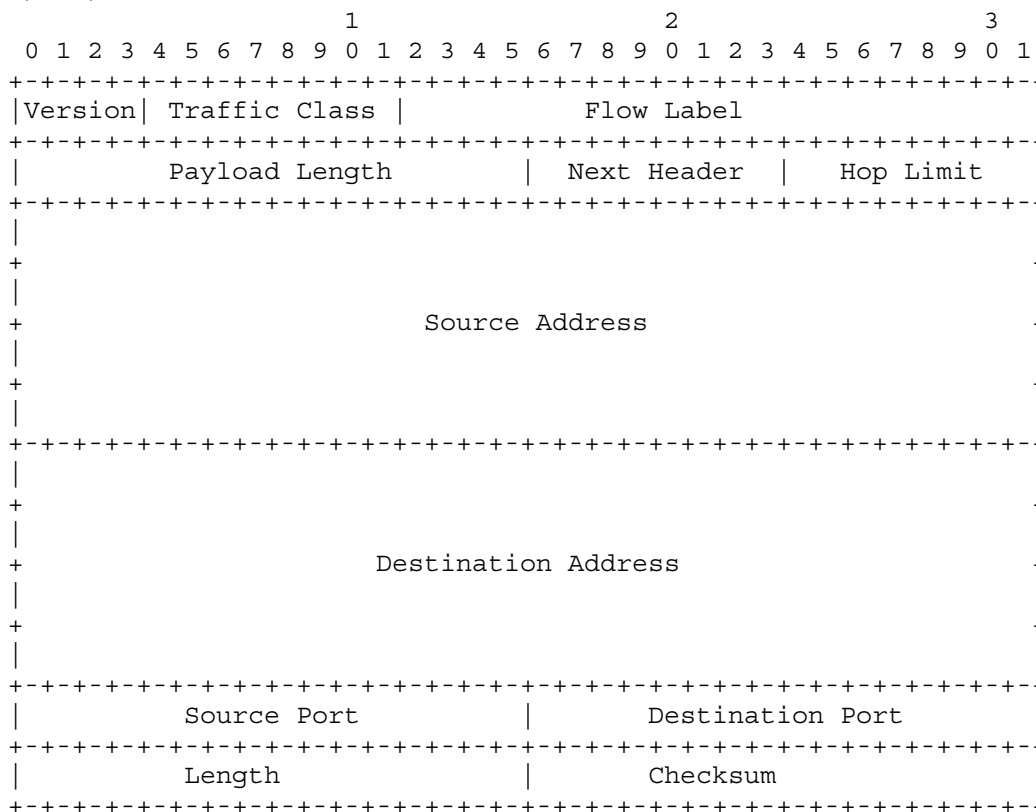 1 2 3
0 1 2 3 4 5 6 7 8 9 0 1 2 3 4 5 6 7 8 9 0 1 2 3 4 5 6 7 8 9 0 1
+-+-+-+-+-+-+-+-+-+-+-+-+-+-+-+-+-+-+-+-+-+-+-+-+-+-+-+-+-+-+-+-
|Version| Traffic Class | Flow Label
+-+-+-+-+-+-+-+-+-+-+-+-+-+-+-+-+-+-+-+-+-+-+-+-+-+-+-+-+-+-+-+-
| Payload Length | Next Header | Hop Limit
+-+-+-+-+-+-+-+-+-+-+-+-+-+-+-+-+-+-+-+-+-+-+-+-+-+-+-+-+-+-+-+-
|
+ -
|
+ Source Address -
|
+ -
|
+-+-+-+-+-+-+-+-+-+-+-+-+-+-+-+-+-+-+-+-+-+-+-+-+-+-+-+-+-+-+-+-
|
+ -
|
+ Destination Address -
|
+ -
|
+-+-+-+-+-+-+-+-+-+-+-+-+-+-+-+-+-+-+-+-+-+-+-+-+-+-+-+-+-+-+-+-
| Source Port | Destination Port
+-+-+-+-+-+-+-+-+-+-+-+-+-+-+-+-+-+-+-+-+-+-+-+-+-+-+-+-+-+-+-+-
| Length | Checksum
+-+-+-+-+-+-+-+-+-+-+-+-+-+-+-+-+-+-+-+-+-+-+-+-+-+-+-+-+-+-+-+-